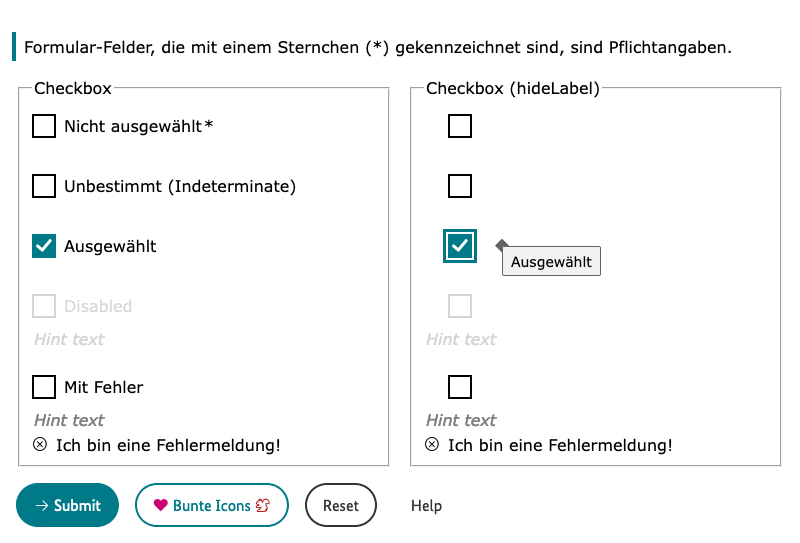 Formular-Felder, die mit einem Sternchen (*) gekennzeichnet sind, sind Pflichtangaben.
Checkbox
Nicht ausgewählt*
Unbestimmt (Indeterminate)
Ausgewählt
Disabled
Hint text
Mit Fehler
Hint text
Ich bin eine Fehlermeldung!
Checkbox (hideLabel)
Ausgewählt
Hint text
Hint text
Ich bin eine Fehlermeldung!
Submit
Bunte Icons
Reset
Help